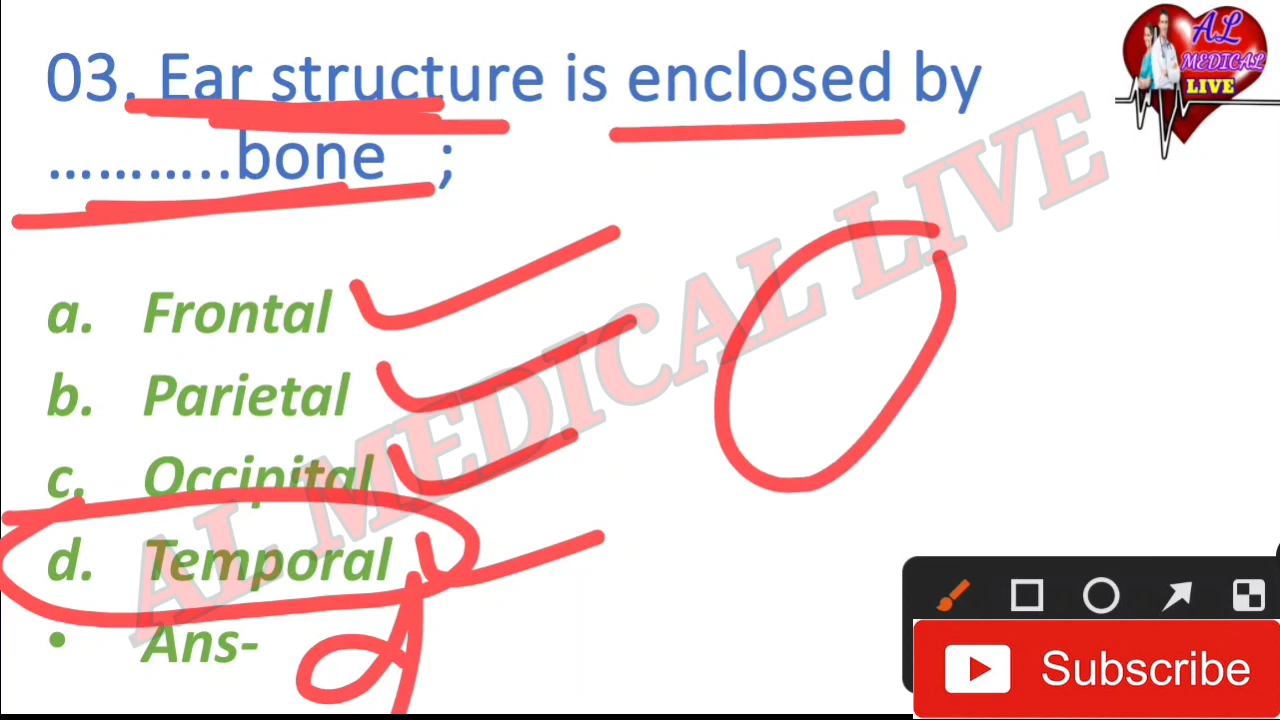 03. Ear structure is enclosed by
………..bone ;
a. Frontal
b. Parietal
c. Occipital
d. Temporal
• Ans- d
AL MEDICAL LIVE
AL
MEDICAL
LIVE
Subscribe